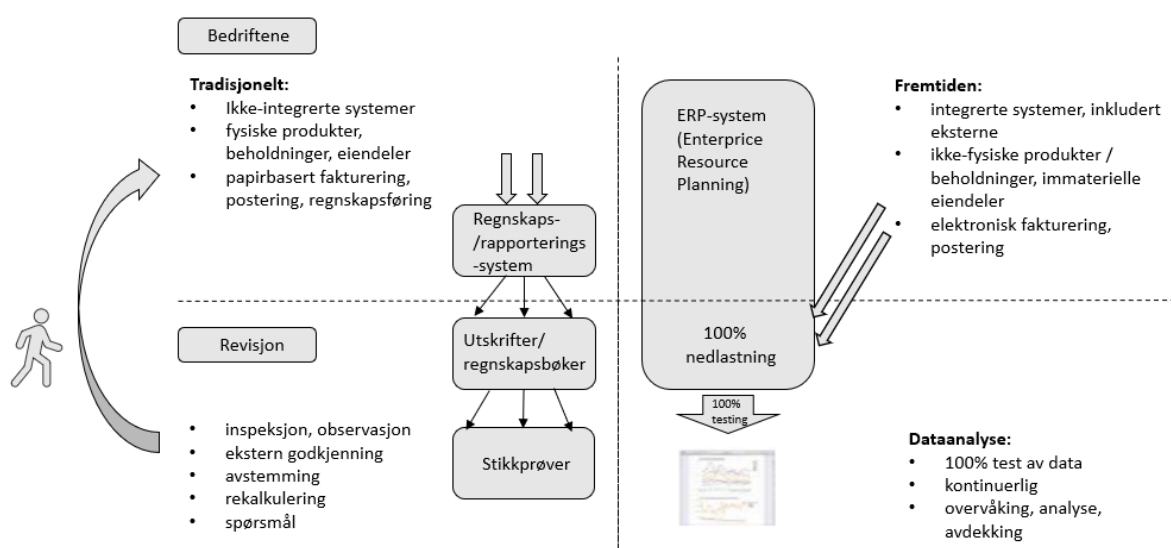 Bedriftene
Tradisjonelt:
• Ikke-integrerte systemer
• fysiske produkter,
beholdninger, eiendeler
• papirbasert fakturering,
postering, regnskapsføring
Regnskaps-
/rapporterings
-system
Revisjon
• inspeksjon, observasjon
• ekstern godkjenning
• avstemming
• rekalkulering
• spørsmål
Utskrifter/
regnskapsbøker
Stikkprøver
ERP-system
(Enterprice
Resource
Planning)
100%
nedlastning
100%
testing
Fremtiden:
• integrerte systemer, inkludert
eksterne
• ikke-fysiske produkter /
beholdninger, immaterielle
eiendeler
• elektronisk fakturering,
postering
Dataanalyse:
• 100% test av data
• kontinuerlig
• overvåking, analyse,
avdekking